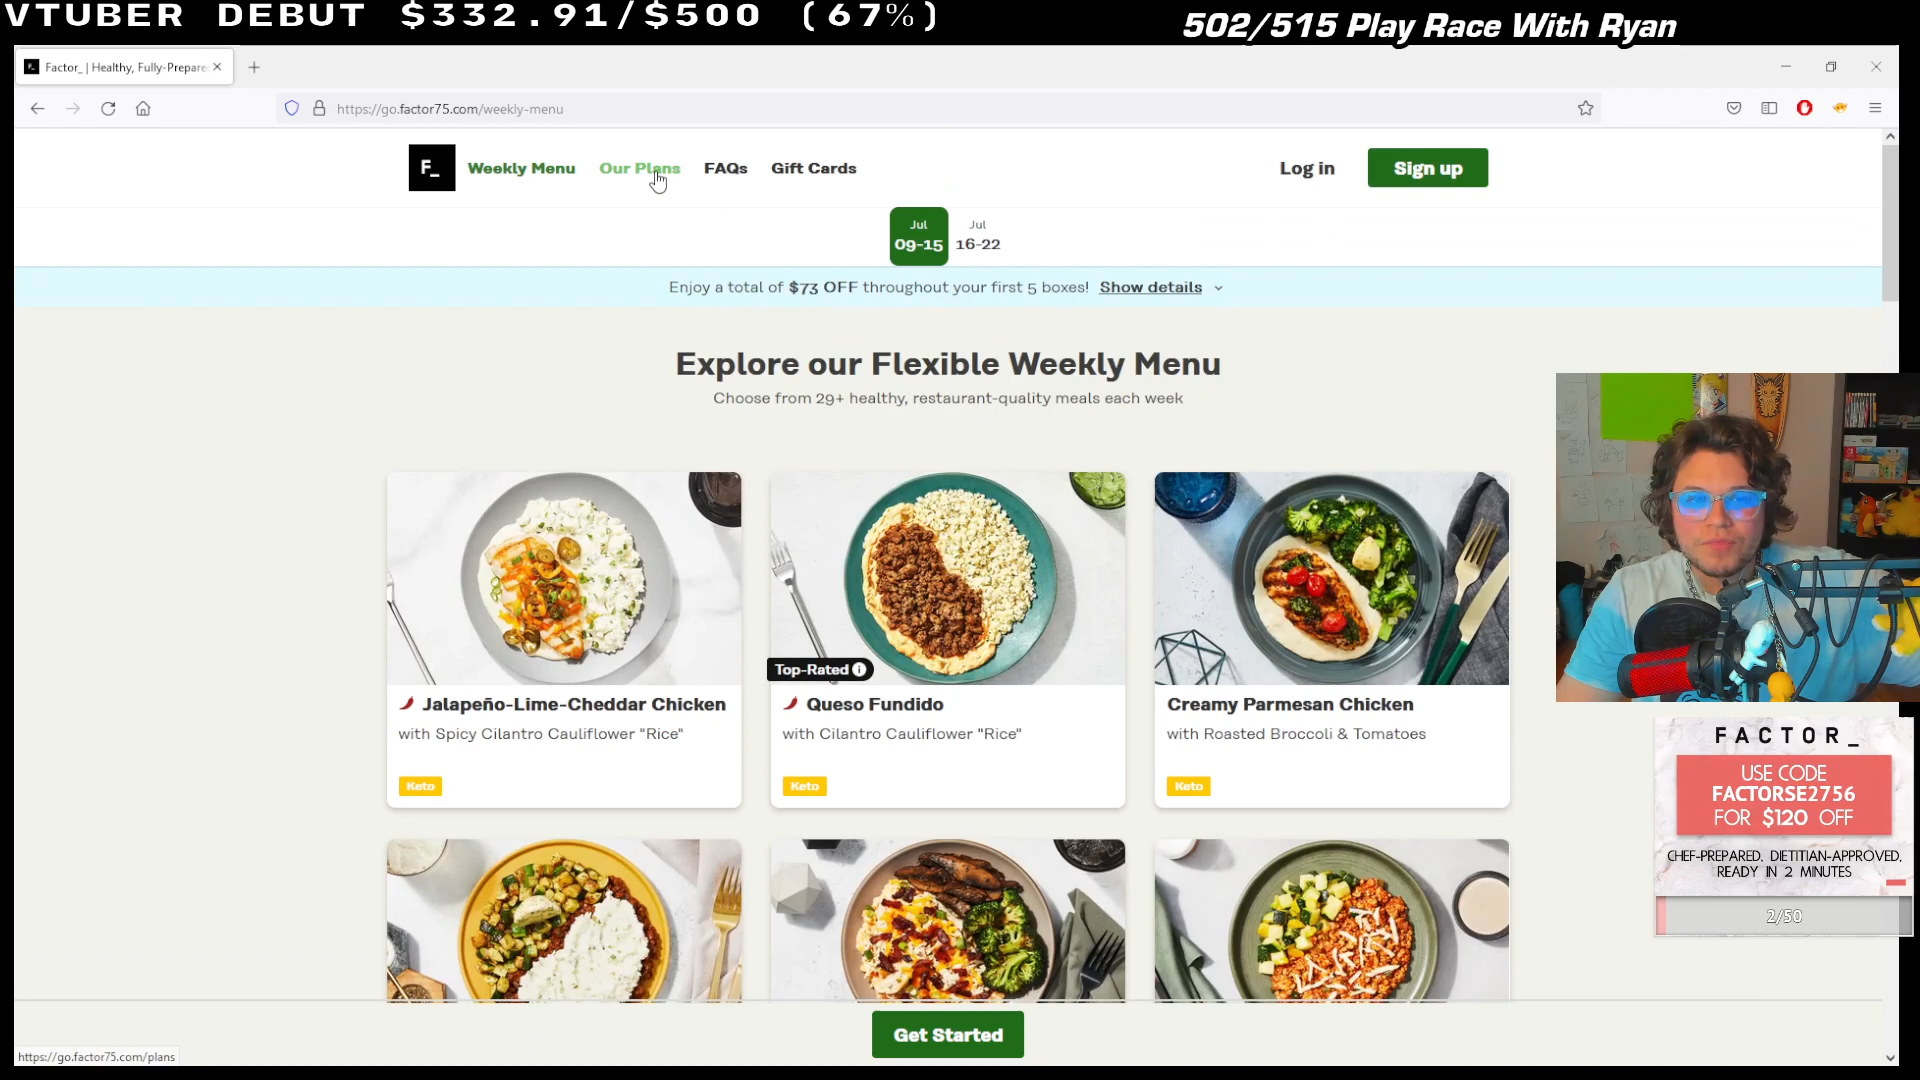 VTUBER DEBUT $332.91/$500 (67%)
502/515 Play Race With Ryan
Factor_ | Healthy, Fully-Prepare
https://go.factor75.com/weekly-menu
F_
Weekly Menu
Our Plans
FAQs
Gift Cards
Log in
Sign up
Jul
09-15
Jul
16-22
Enjoy a total of $73 OFF throughout your first 5 boxes! Show details
Explore our Flexible Weekly Menu
Choose from 29+ healthy, restaurant-quality meals each week
Top-Rated
Jalapeño-Lime-Cheddar Chicken
with Spicy Cilantro Cauliflower "Rice"
Keto
Queso Fundido
with Cilantro Cauliflower "Rice"
Keto
Creamy Parmesan Chicken
with Roasted Broccoli & Tomatoes
Keto
FACTOR_
USE CODE
FACTORSE2756
FOR $120 OFF
CHEF-PREPARED, DIETITIAN-APPROVED,
READY IN 2 MINUTES
2/50
Get Started
https://go.factor75.com/plans